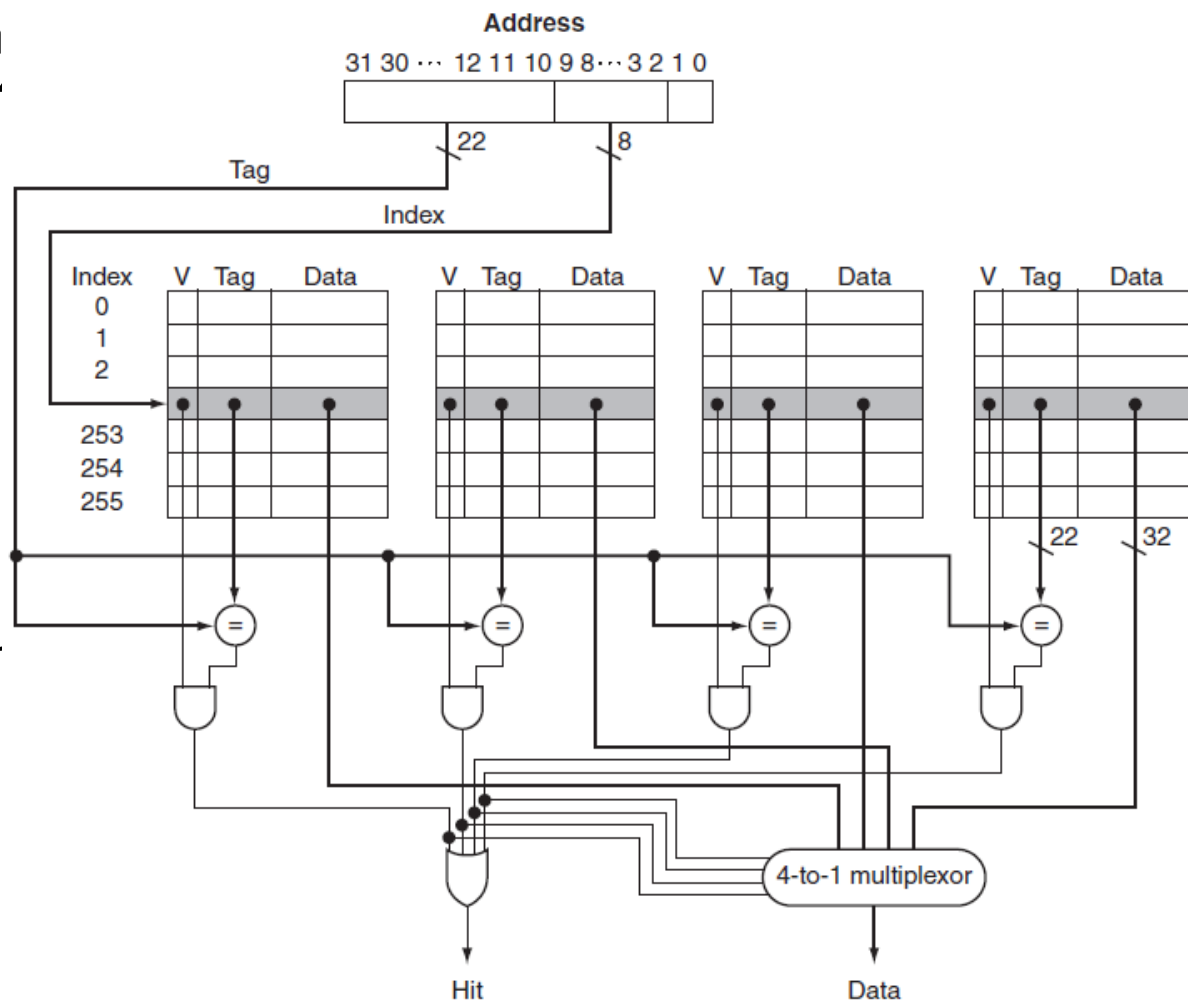 Address
31 30 ··· 12 11 10 9 8 ··· 3 2 1 0
22
8
Tag
Index
Index V Tag Data V Tag Data V Tag Data V Tag Data
0
1
2
253
254
255
22
32
= = = =
4-to-1 multiplexor
Hit
Data